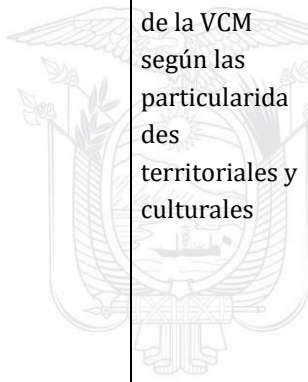 de la VCM
según las
particularida
des
territoriales y
culturales